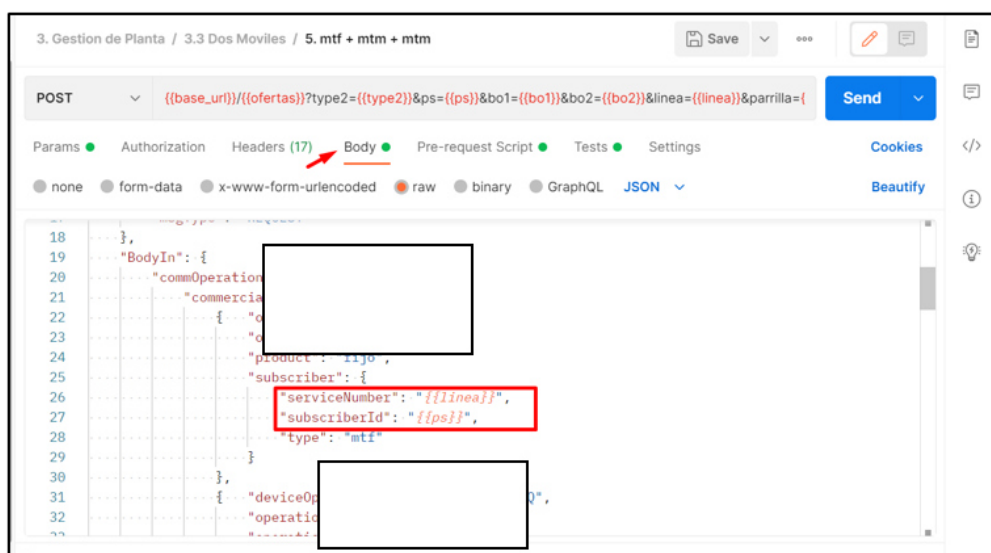 3. Gestion de Planta / 3.3 Dos Moviles / 5. mtf + mtm + mtm
Save
POST
{{base_url}}/{{ofertas}}?type2={{type2}}&ps={{ps}}&bo1={{bo1}}&bo2={{bo2}}&linea={{linea}}&parrilla={
Send
Params Authorization Headers (17) Body Pre-request Script Tests Settings Cookies
none form-data x-www-form-urlencoded raw binary GraphQL JSON Beautify
18 },
19 "BodyIn": {
20 "commOperation
21 "commercia
22 { "o
23 "o
24 "product": "fijo",
25 "subscriber": {
26 "serviceNumber": "{{linea}}",
27 "subscriberId": "{{ps}}",
28 "type": "mtf"
29 }
30 },
31 { "deviceOp Q",
32 "operatio